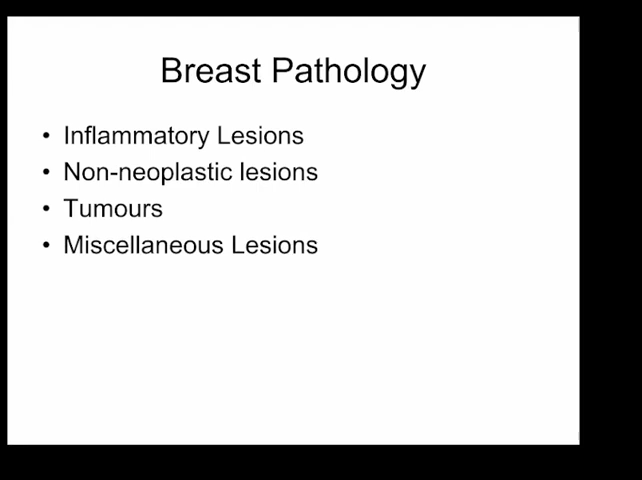 Breast Pathology
• Inflammatory Lesions
• Non-neoplastic lesions
• Tumours
• Miscellaneous Lesions